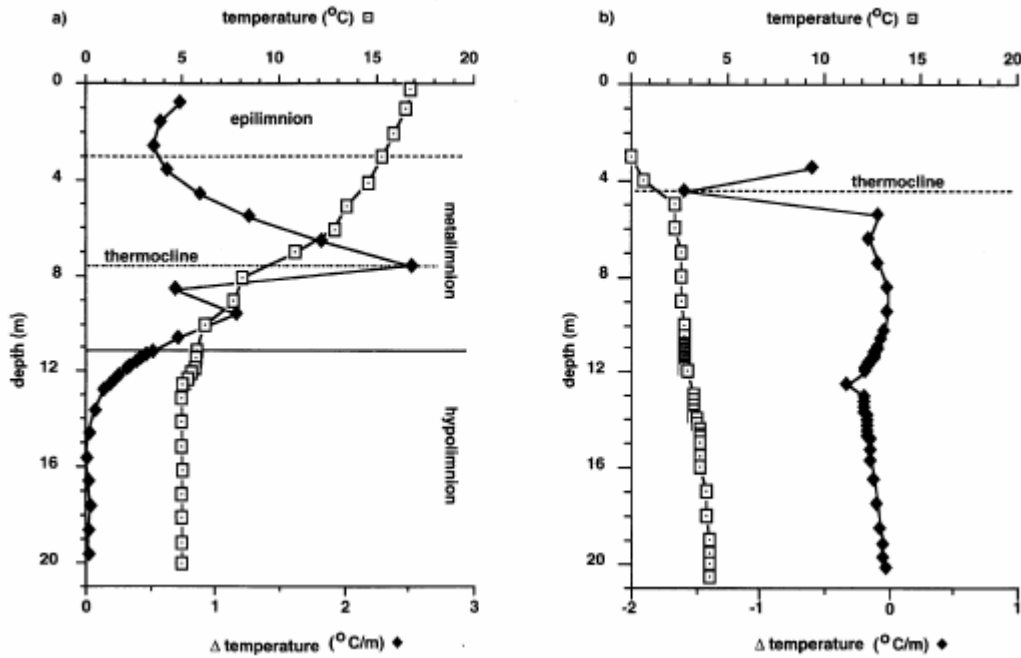 a) temperature (°C)
0 5 10 15 20
0
epilimnion
4
metalimnion
thermocline
8
depth (m)
12
hypolimnion
16
20
0 1 2 3
Δ temperature (°C/m)
b) temperature (°C)
0 5 10 15 20
0
4
thermocline
8
depth (m)
12
16
20
-2 -1 0 1
Δ temperature (°C/m)